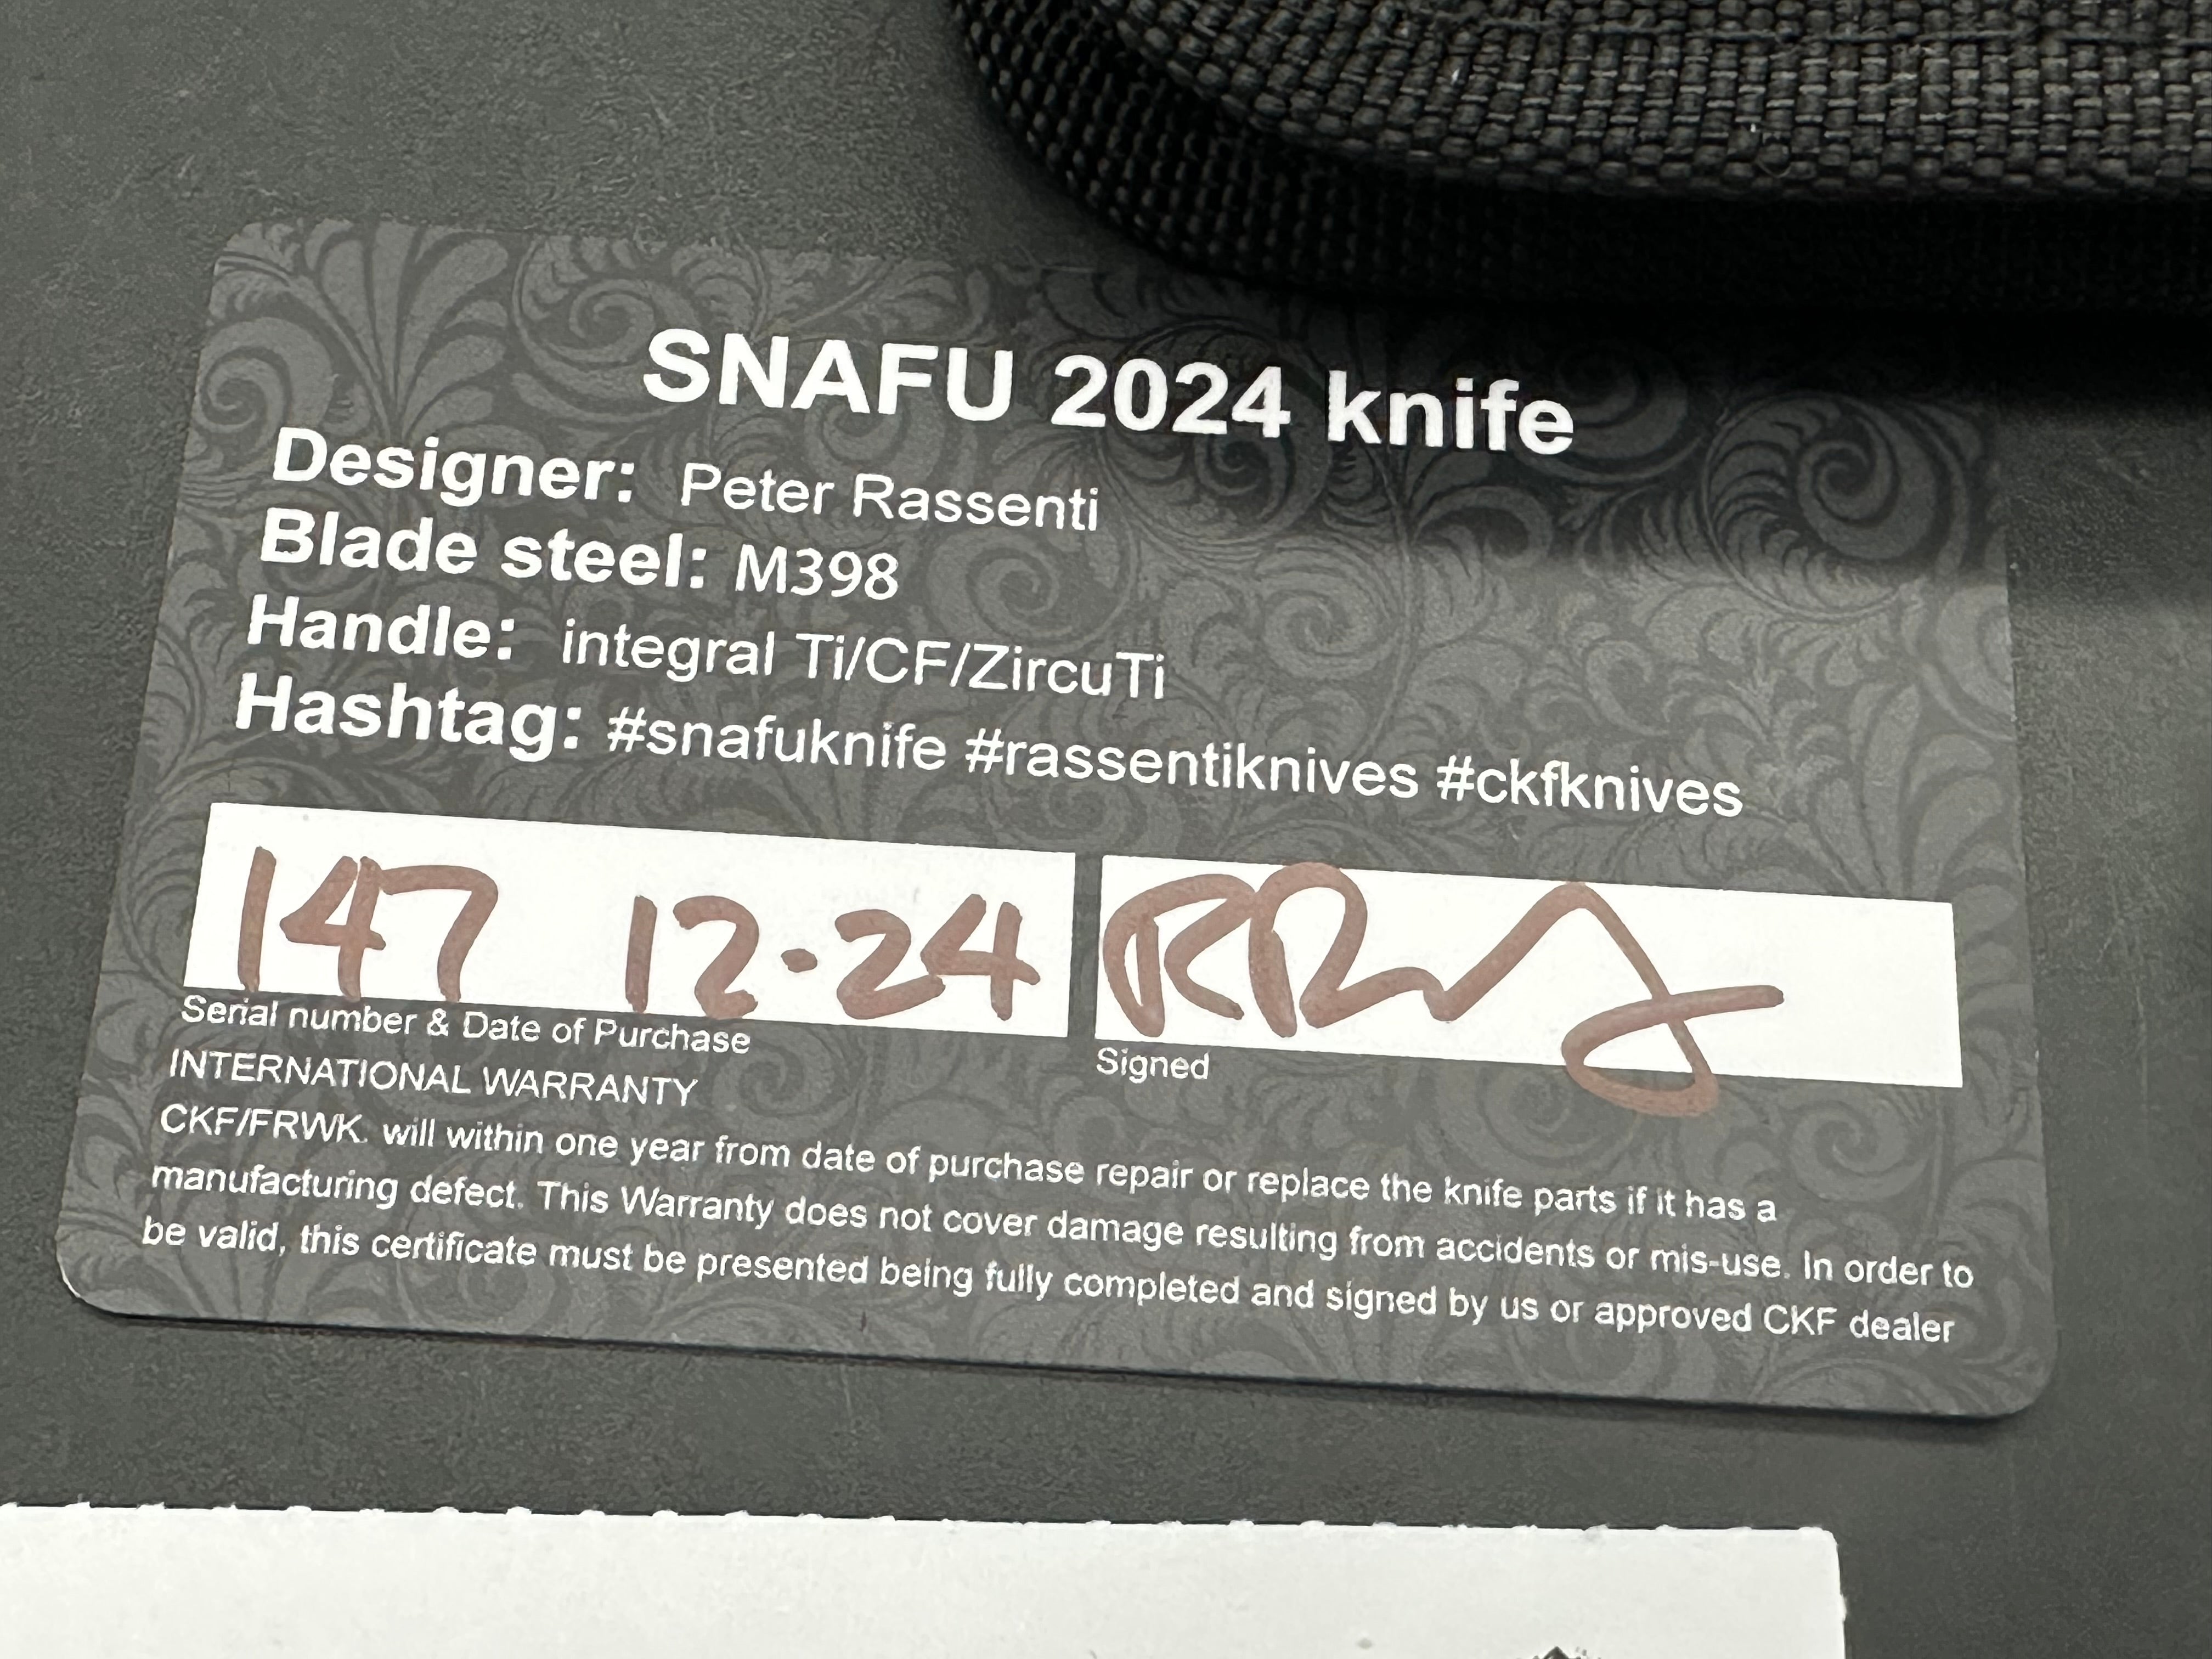 SNAFU 2024 knife
Designer: Peter Rassenti
Blade steel: M398
Handle: integral Ti/CF/ZircuTi
Hashtag: #snafuknife #rassentiknives #ckfknives
147 12.24
Serial number & Date of Purchase
Signed
INTERNATIONAL WARRANTY
CKF/FRWK. will within one year from date of purchase repair or replace the knife parts if it has a
manufacturing defect. This Warranty does not cover damage resulting from accidents or mis-use. In order to
be valid, this certificate must be presented being fully completed and signed by us or approved CKF dealer